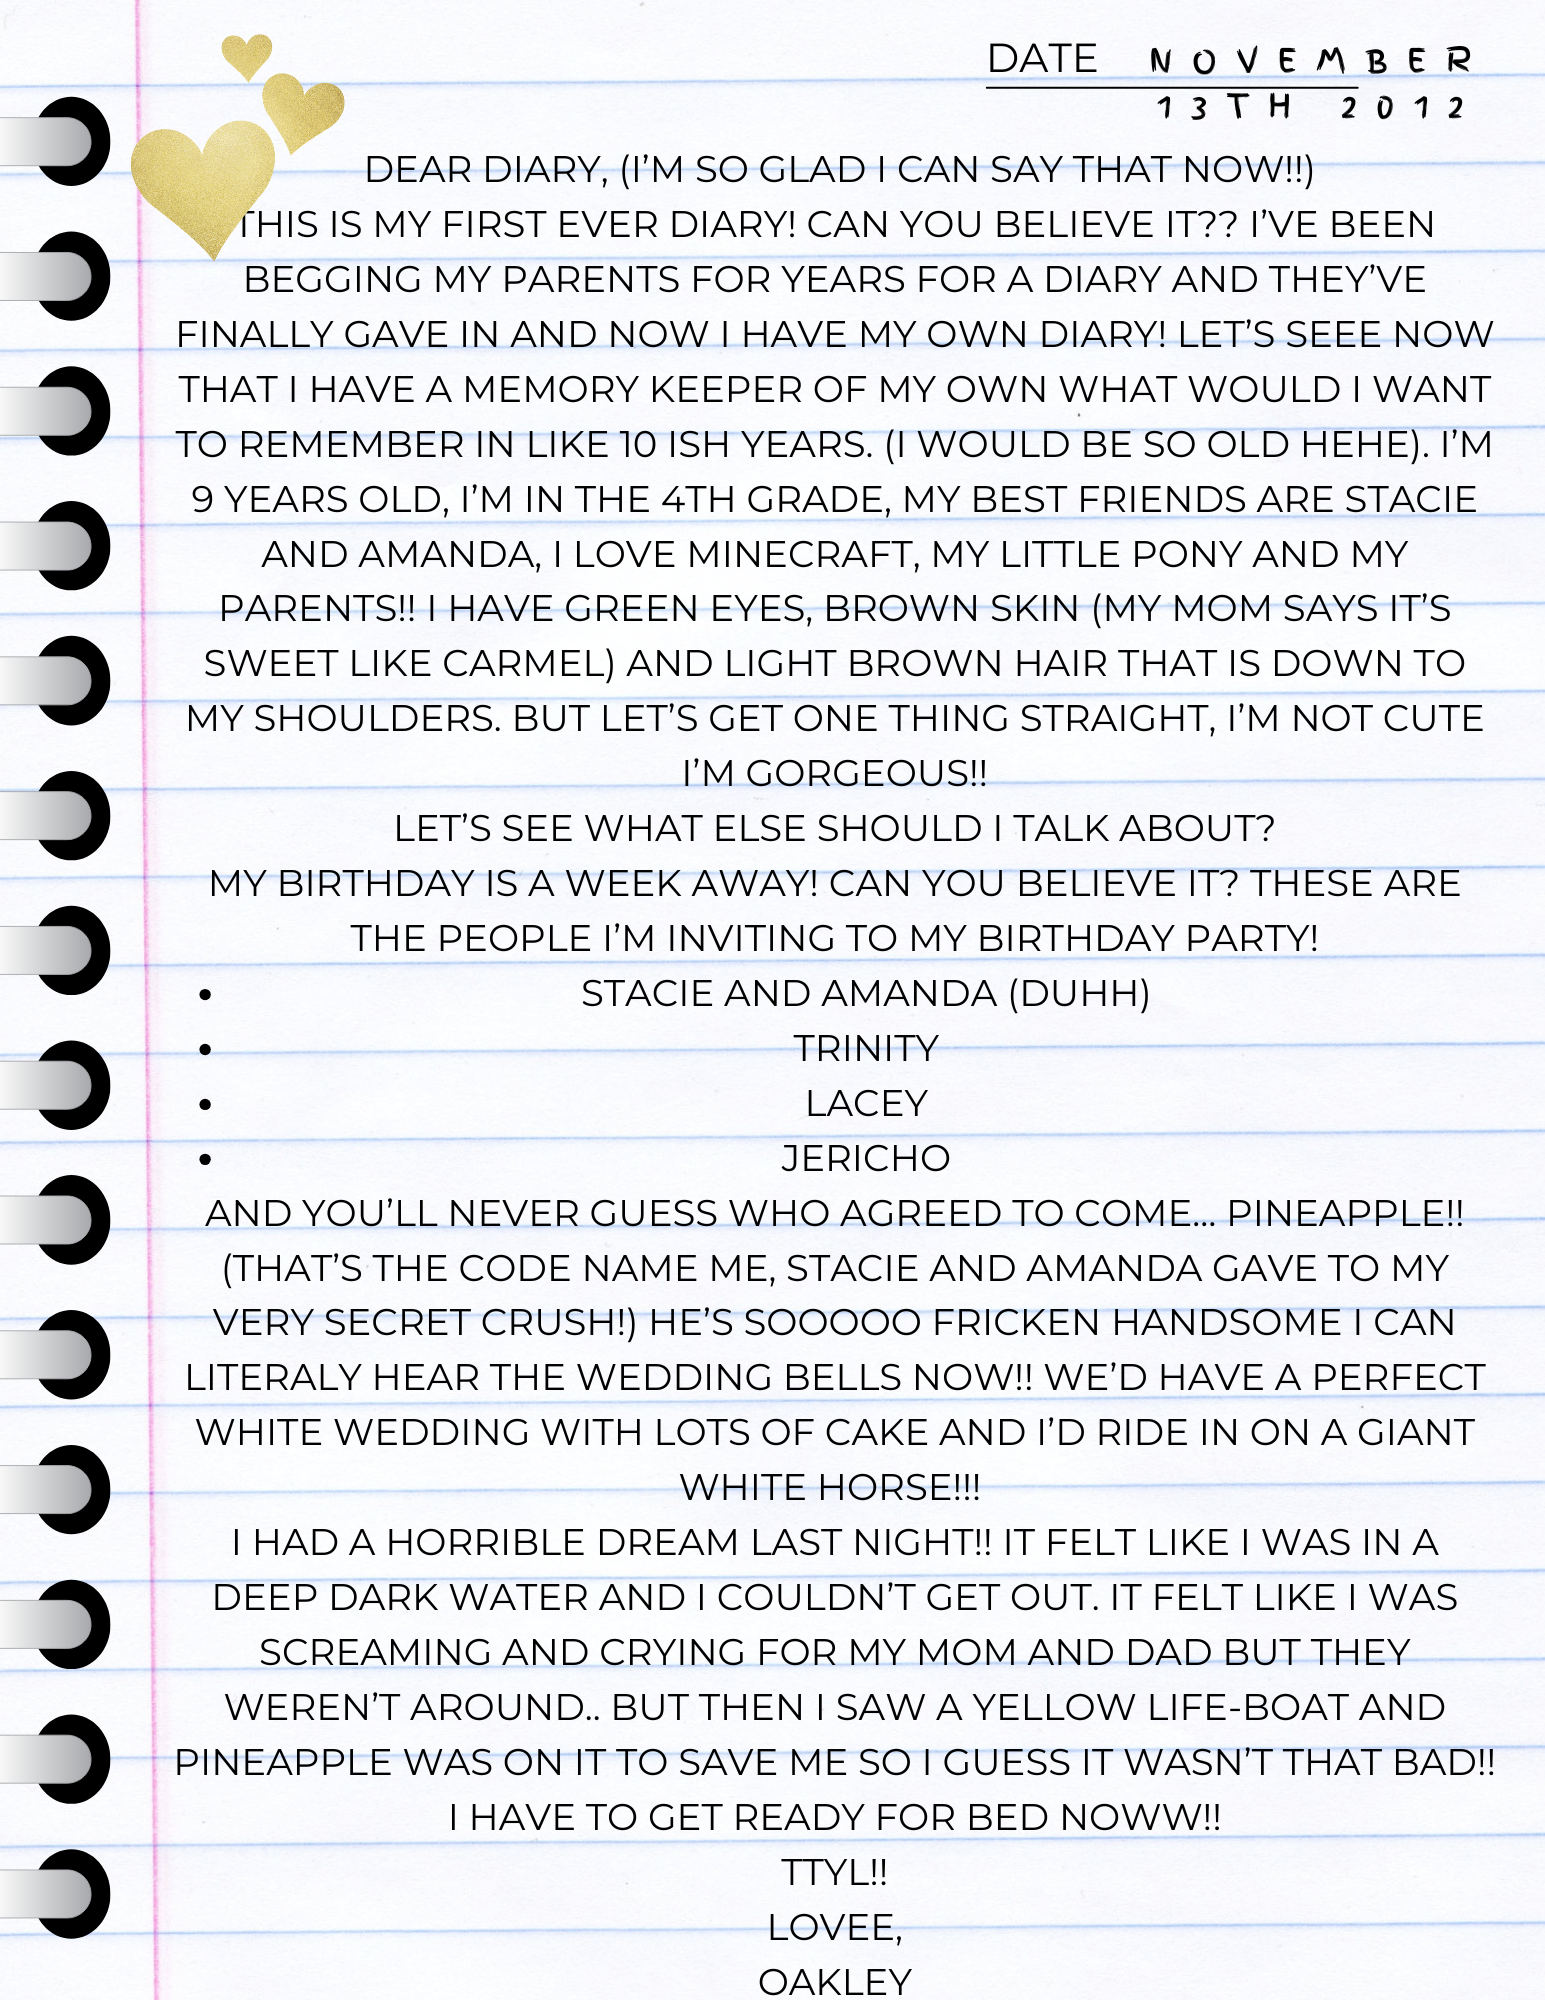 DATE NOVEMBER
13TH 2012
DEAR DIARY, (I'M SO GLAD I CAN SAY THAT NOW!!)
THIS IS MY FIRST EVER DIARY! CAN YOU BELIEVE IT?? I'VE BEEN
BEGGING MY PARENTS FOR YEARS FOR A DIARY AND THEY'VE
FINALLY GAVE IN AND NOW I HAVE MY OWN DIARY! LET'S SEEE NOW
THAT I HAVE A MEMORY KEEPER OF MY OWN WHAT WOULD I WANT
TO REMEMBER IN LIKE 10 ISH YEARS. (I WOULD BE SO OLD HEHE). I'M
9 YEARS OLD, I'M IN THE 4TH GRADE, MY BEST FRIENDS ARE STACIE
AND AMANDA, I LOVE MINECRAFT, MY LITTLE PONY AND MY
PARENTS!! I HAVE GREEN EYES, BROWN SKIN (MY MOM SAYS IT'S
SWEET LIKE CARMEL) AND LIGHT BROWN HAIR THAT IS DOWN TO
MY SHOULDERS. BUT LET'S GET ONE THING STRAIGHT, I'M NOT CUTE
I'M GORGEOUS!!
LET'S SEE WHAT ELSE SHOULD I TALK ABOUT?
MY BIRTHDAY IS A WEEK AWAY! CAN YOU BELIEVE IT? THESE ARE
THE PEOPLE I'M INVITING TO MY BIRTHDAY PARTY!
• STACIE AND AMANDA (DUHH)
• TRINITY
• LACEY
• JERICHO
AND YOU'LL NEVER GUESS WHO AGREED TO COME... PINEAPPLE!!
(THAT'S THE CODE NAME ME, STACIE AND AMANDA GAVE TO MY
VERY SECRET CRUSH!) HE'S SOOOOO FRICKEN HANDSOME I CAN
LITERALY HEAR THE WEDDING BELLS NOW!! WE'D HAVE A PERFECT
WHITE WEDDING WITH LOTS OF CAKE AND I'D RIDE IN ON A GIANT
WHITE HORSE!!!
I HAD A HORRIBLE DREAM LAST NIGHT!! IT FELT LIKE I WAS IN A
DEEP DARK WATER AND I COULDN'T GET OUT. IT FELT LIKE I WAS
SCREAMING AND CRYING FOR MY MOM AND DAD BUT THEY
WEREN'T AROUND.. BUT THEN I SAW A YELLOW LIFE-BOAT AND
PINEAPPLE WAS ON IT TO SAVE ME SO I GUESS IT WASN'T THAT BAD!!
I HAVE TO GET READY FOR BED NOWW!!
TTYL!!
LOVEE,
OAKLEY